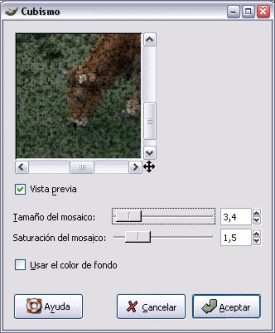 Cubismo
Vista previa
Tamaño del mosaico: 3,4
Saturación del mosaico: 1,5
Usar el color de fondo
Ayuda Cancelar Aceptar